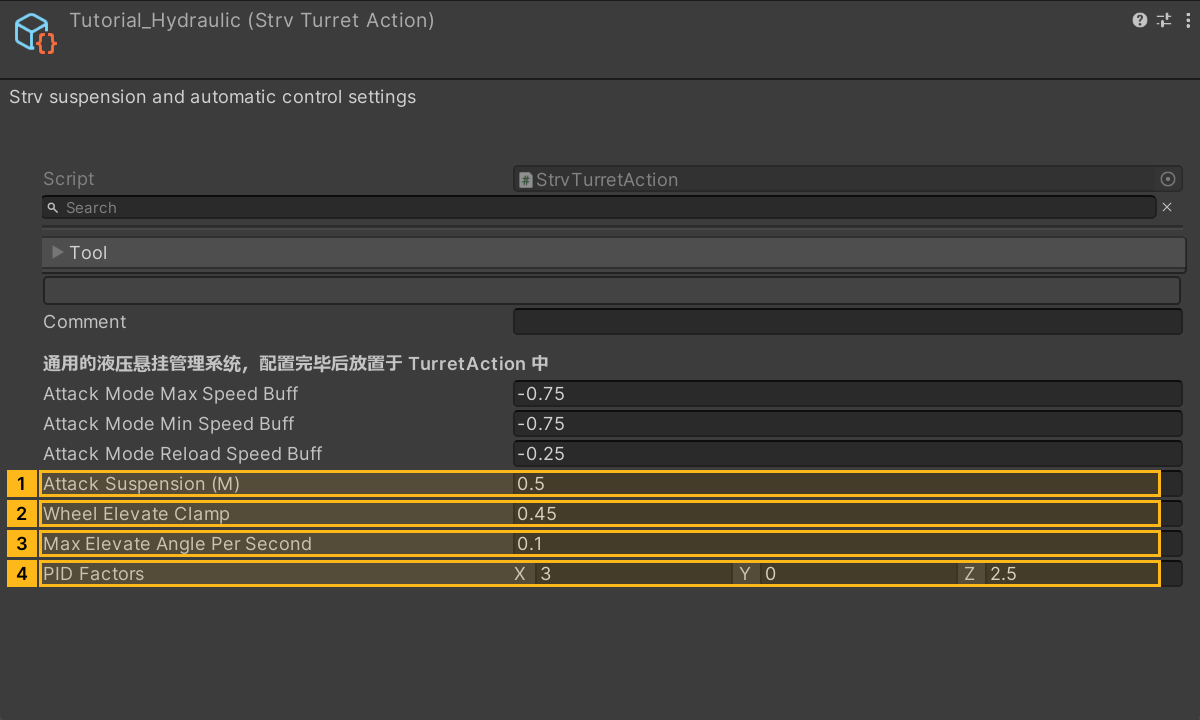 Tutorial_Hydraulic (Strv Turret Action)
Strv suspension and automatic control settings
Script StrvTurretAction
Search
Tool
Comment
通用的液压悬挂管理系统，配置完毕后放置于 TurretAction 中
Attack Mode Max Speed Buff -0.75
Attack Mode Min Speed Buff -0.75
Attack Mode Reload Speed Buff -0.25
1 Attack Suspension (M) 0.5
2 Wheel Elevate Clamp 0.45
3 Max Elevate Angle Per Second 0.1
4 PID Factors X 3 Y 0 Z 2.5